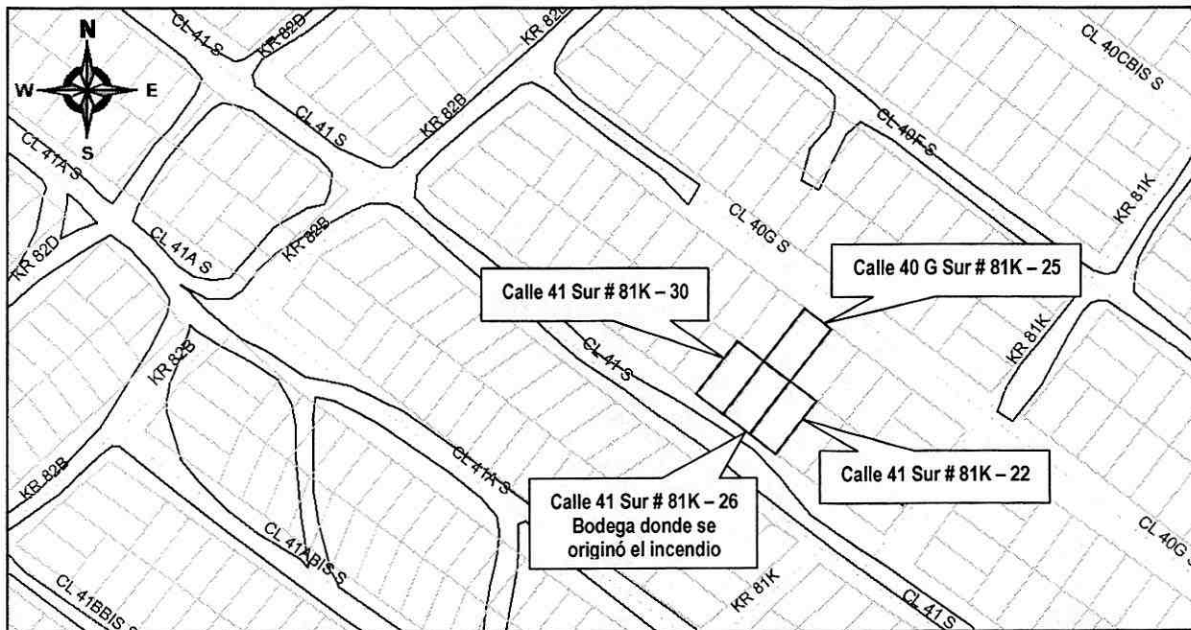 CL 41 S
KR 82D
N
W
E
S
CL 41 S
KR 82B
CL 40CBIS S
CL 40F S
CL 41A S
KR 82D
CL 41A S
KR 82B
KR 81K
CL 40G S
Calle 40 G Sur # 81K – 25
Calle 41 Sur # 81K – 30
KR 81K
CL 41 S
KR 82B
KR 82B
CL 41A S
Calle 41 Sur # 81K – 22
Calle 41 Sur # 81K – 26
Bodega donde se
originó el incendio
CL 40G S
CL 41ABIS S
CL 41BBIS S
KR 81K
CL 41 S